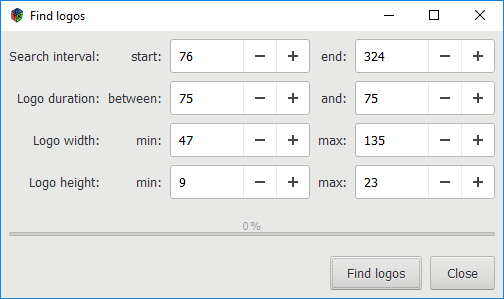 Find logos
Search interval: start: 76 end: 324
Logo duration: between: 75 and: 75
Logo width: min: 47 max: 135
Logo height: min: 9 max: 23
0%
Find logos Close